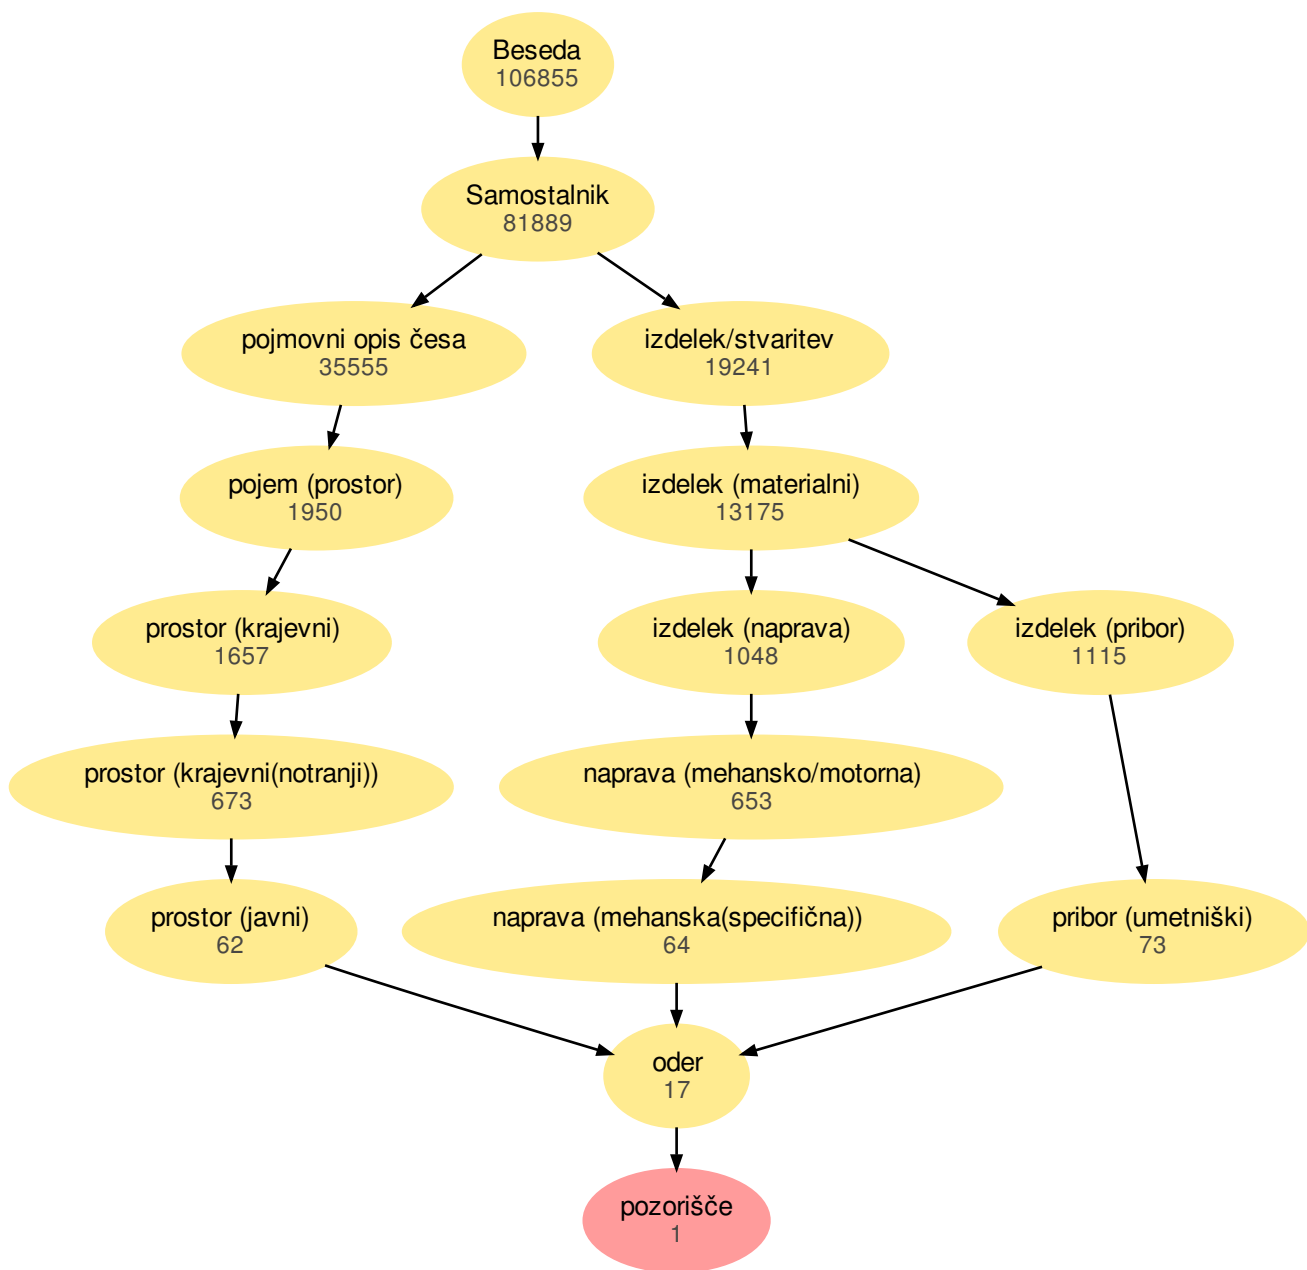 Beseda
106855
Samostalnik
81889
pojmovni opis česa
35555
izdelek/stvaritev
19241
pojem (prostor)
1950
izdelek (materialni)
13175
prostor (krajevni)
1657
izdelek (naprava)
1048
izdelek (pribor)
1115
prostor (krajevni(notranji))
673
naprava (mehansko/motorna)
653
prostor (javni)
62
naprava (mehanska(specifična))
64
pribor (umetniški)
73
oder
17
pozorišče
1